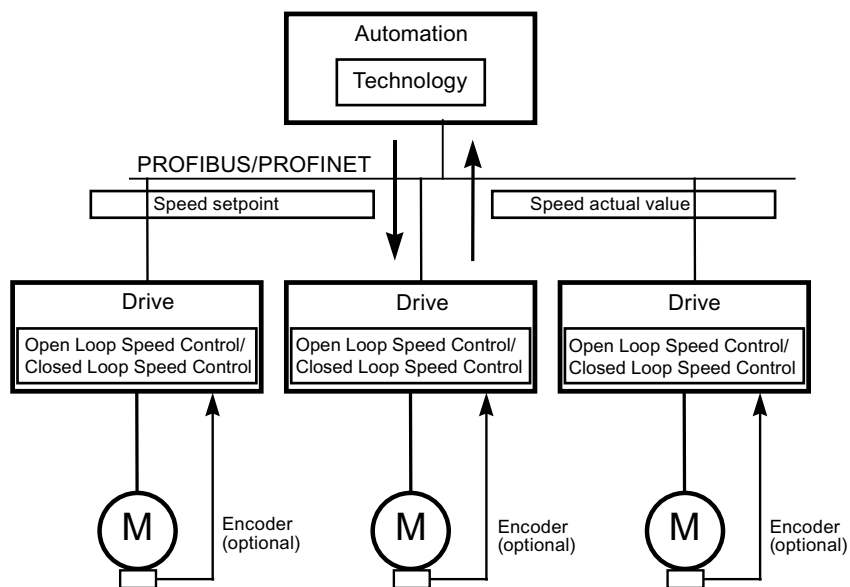 Automation
Technology
PROFIBUS/PROFINET
Speed setpoint
Speed actual value
Drive
Open Loop Speed Control/
Closed Loop Speed Control
Drive
Open Loop Speed Control/
Closed Loop Speed Control
Drive
Open Loop Speed Control/
Closed Loop Speed Control
M
Encoder
(optional)
M
Encoder
(optional)
M
Encoder
(optional)